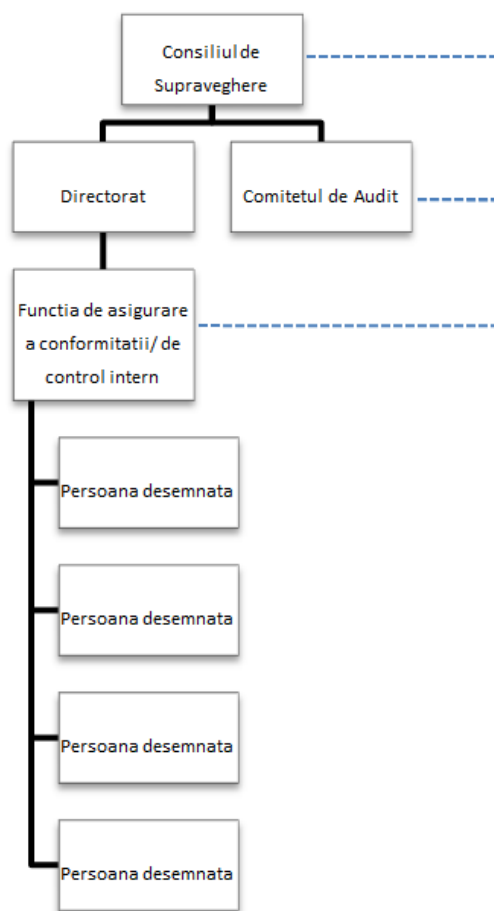 Consiliul de
Supraveghere
Directorat
Comitetul de Audit
Functia de asigurare
a conformitatii/ de
control intern
Persoana desemnata
Persoana desemnata
Persoana desemnata
Persoana desemnata